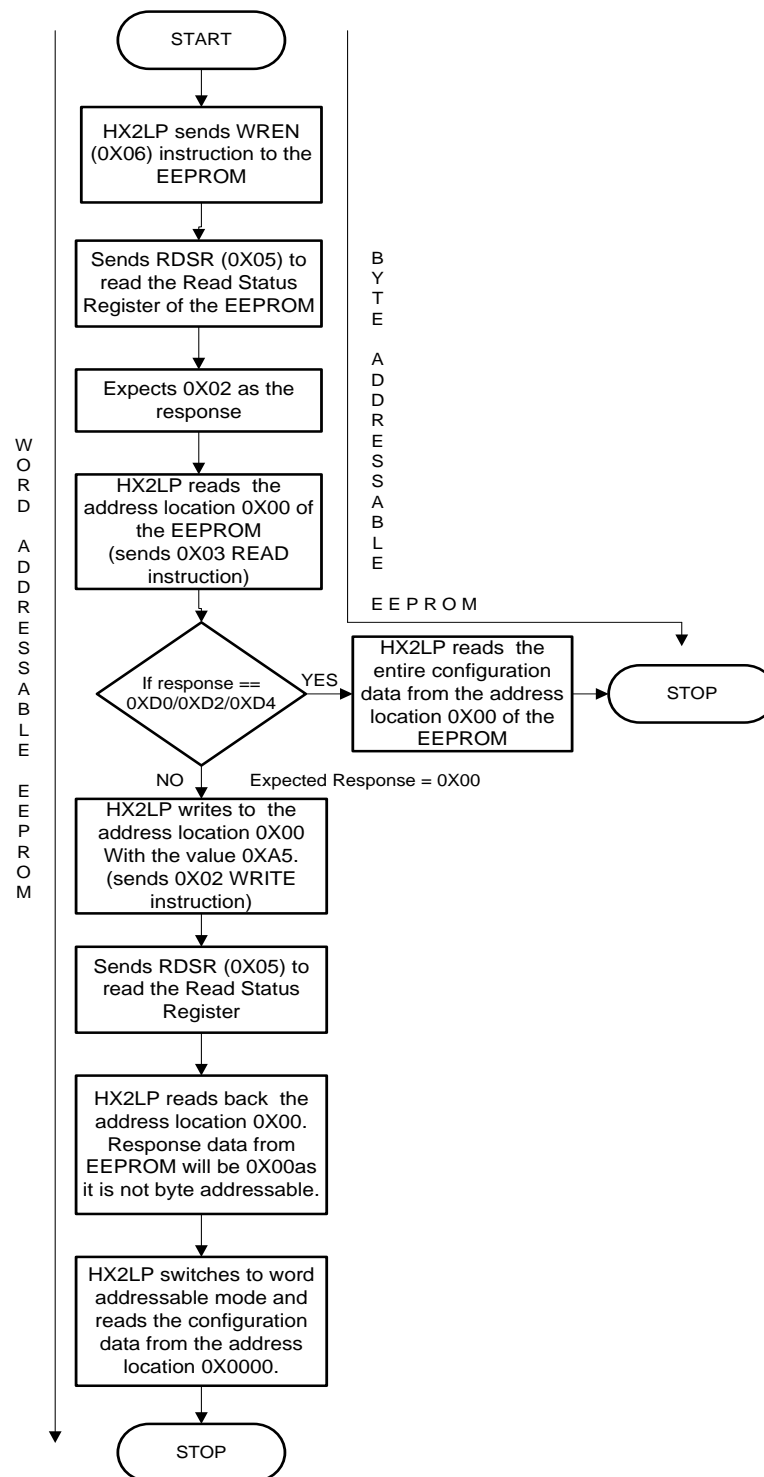 START
HX2LP sends WREN
(0X06) instruction to the
EEPROM
Sends RDSR (0X05) to
read the Read Status
Register of the EEPROM
Expects 0X02 as the
response
HX2LP reads the
address location 0X00 of
the EEPROM
(sends 0X03 READ
instruction)
If response ==
0XD0/0XD2/0XD4
YES
HX2LP reads the
entire configuration
data from the address
location 0X00 of the
EEPROM
STOP
NO
Expected Response = 0X00
HX2LP writes to the
address location 0X00
With the value 0XA5.
(sends 0X02 WRITE
instruction)
Sends RDSR (0X05) to
read the Read Status
Register
HX2LP reads back the
address location 0X00.
Response data from
EEPROM will be 0X00as
it is not byte addressable.
HX2LP switches to word
addressable mode and
reads the configuration
data from the address
location 0X0000.
STOP
WORD ADDRESSABLE EEPROM
BYTE ADDRESSABLE
EEPROM